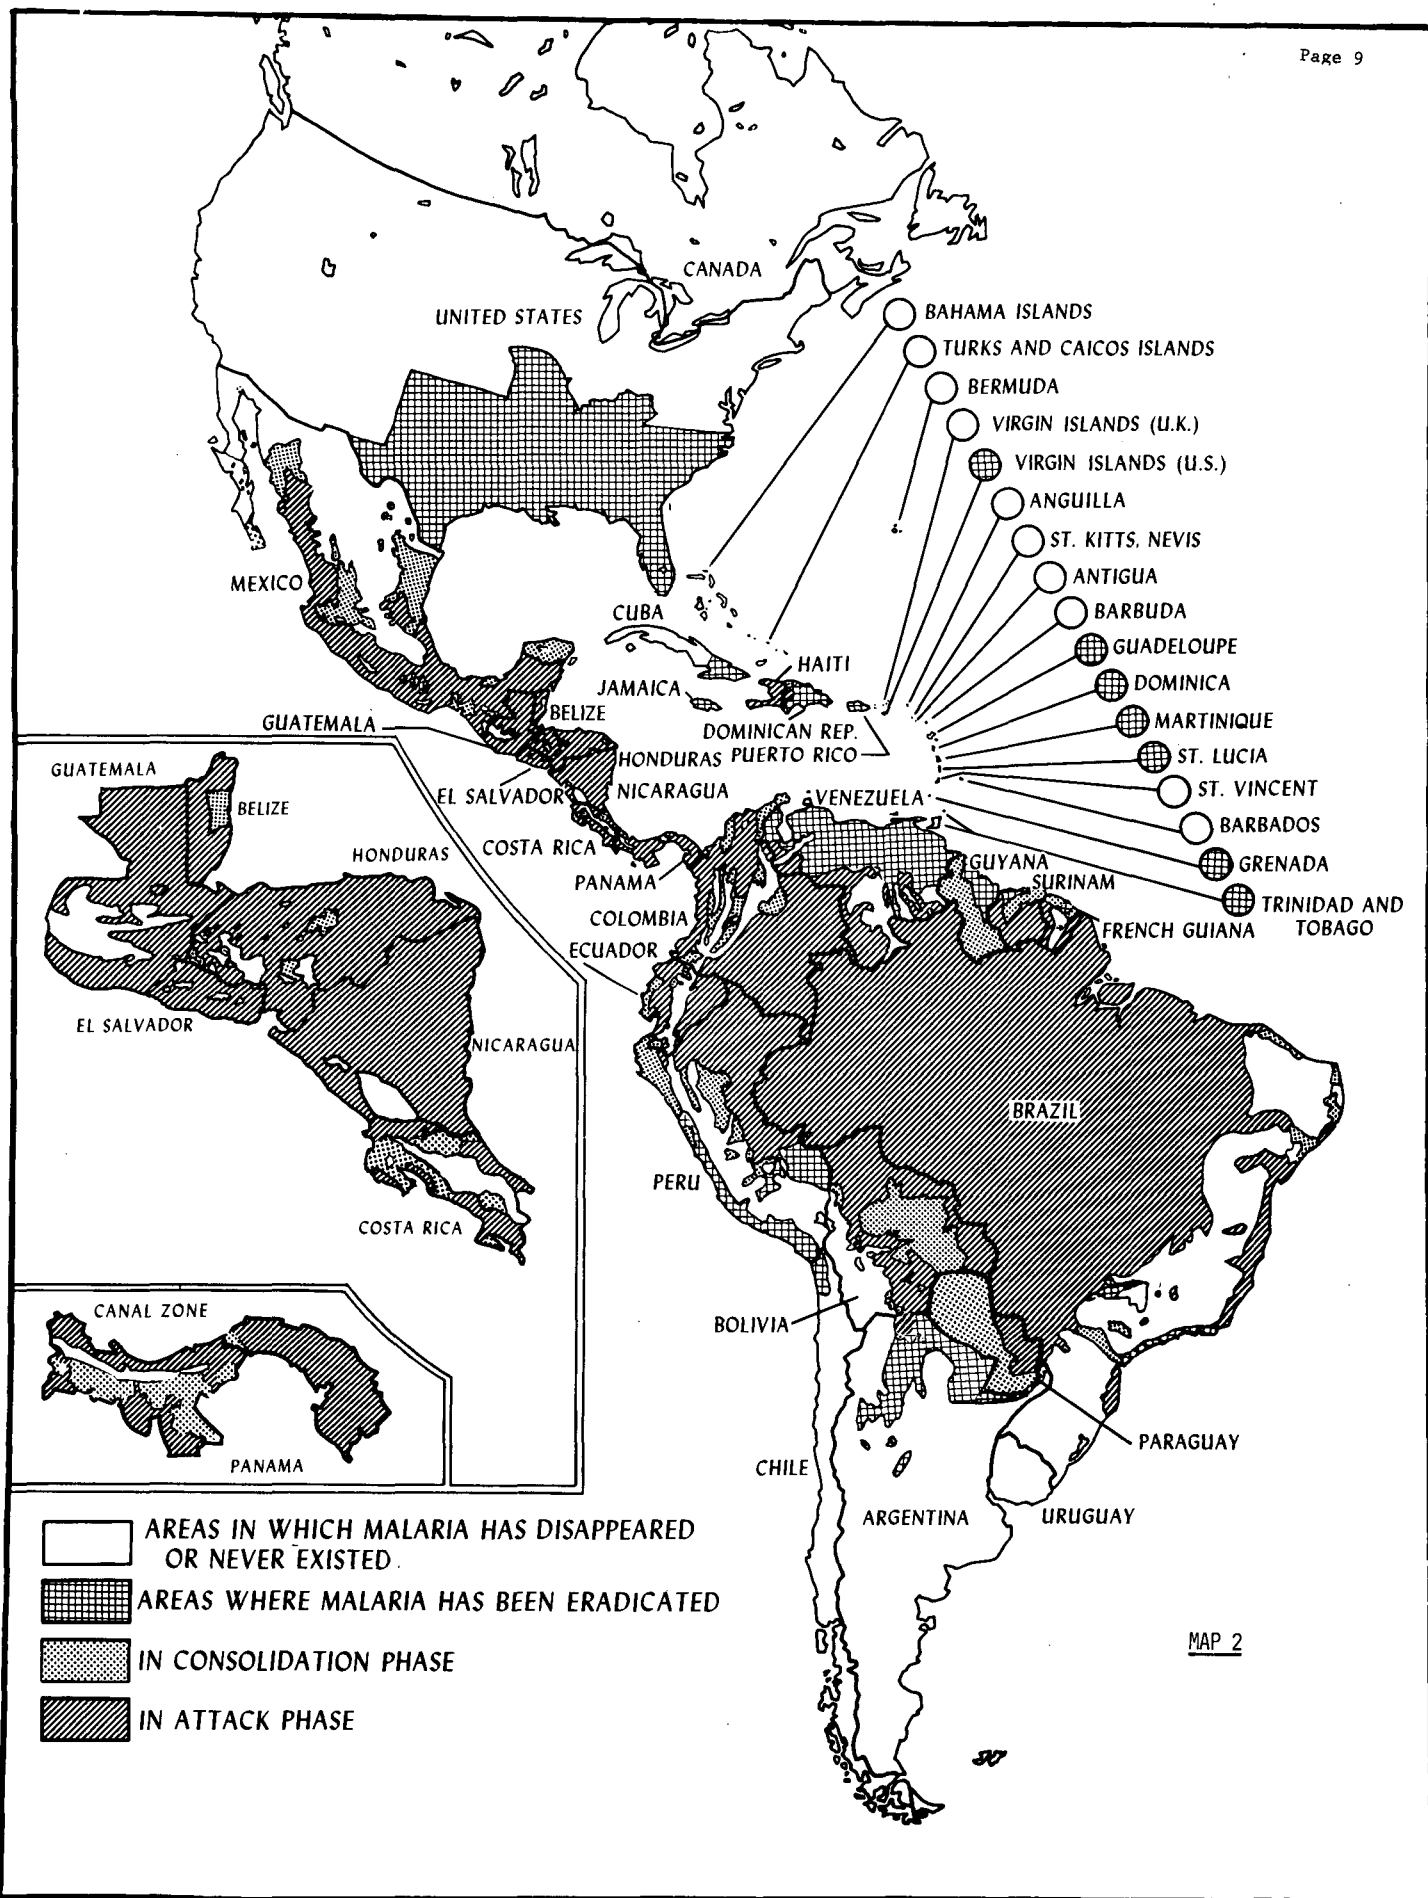 Page 9
CANADA
UNITED STATES
BAHAMA ISLANDS
TURKS AND CAICOS ISLANDS
BERMUDA
VIRGIN ISLANDS (U.K.)
VIRGIN ISLANDS (U.S.)
ANGUILLA
ST. KITTS, NEVIS
ANTIGUA
BARBUDA
GUADELOUPE
DOMINICA
MARTINIQUE
ST. LUCIA
ST. VINCENT
BARBADOS
GRENADA
TRINIDAD AND
TOBAGO
MEXICO
CUBA
HAITI
JAMAICA
DOMINICAN REP.
PUERTO RICO
BELIZE
GUATEMALA
HONDURAS
NICARAGUA
EL SALVADOR
COSTA RICA
PANAMA
VENEZUELA
GUYANA
SURINAM
FRENCH GUIANA
COLOMBIA
ECUADOR
BRAZIL
PERU
BOLIVIA
PARAGUAY
CHILE
ARGENTINA
URUGUAY
GUATEMALA
BELIZE
HONDURAS
EL SALVADOR
NICARAGUA
COSTA RICA
CANAL ZONE
PANAMA
AREAS IN WHICH MALARIA HAS DISAPPEARED
OR NEVER EXISTED
AREAS WHERE MALARIA HAS BEEN ERADICATED
IN CONSOLIDATION PHASE
IN ATTACK PHASE
MAP 2